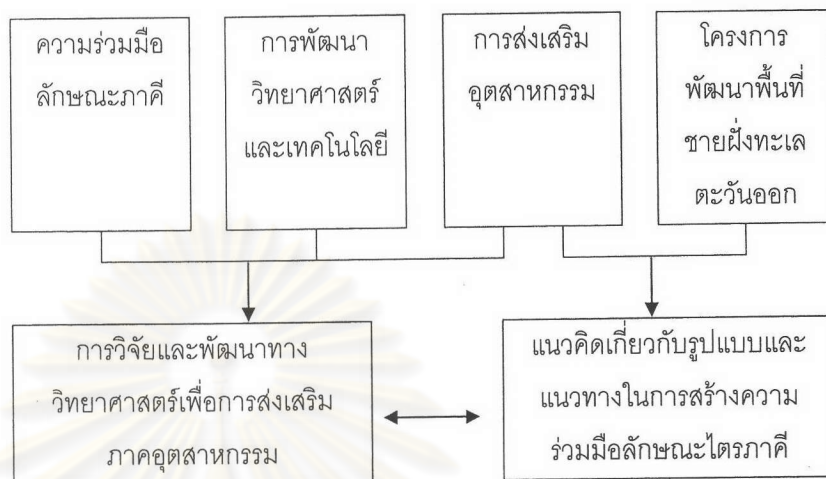 ความร่วมมือ
ลักษณะภาคี
การพัฒนา
วิทยาศาสตร์
และเทคโนโลยี
การส่งเสริม
อุตสาหกรรม
โครงการ
พัฒนาพื้นที่
ชายฝั่งทะเล
ตะวันออก
การวิจัยและพัฒนาทาง
วิทยาศาสตร์เพื่อการส่งเสริม
ภาคอุตสาหกรรม
แนวคิดเกี่ยวกับรูปแบบและ
แนวทางในการสร้างความ
ร่วมมือลักษณะไตรภาคี